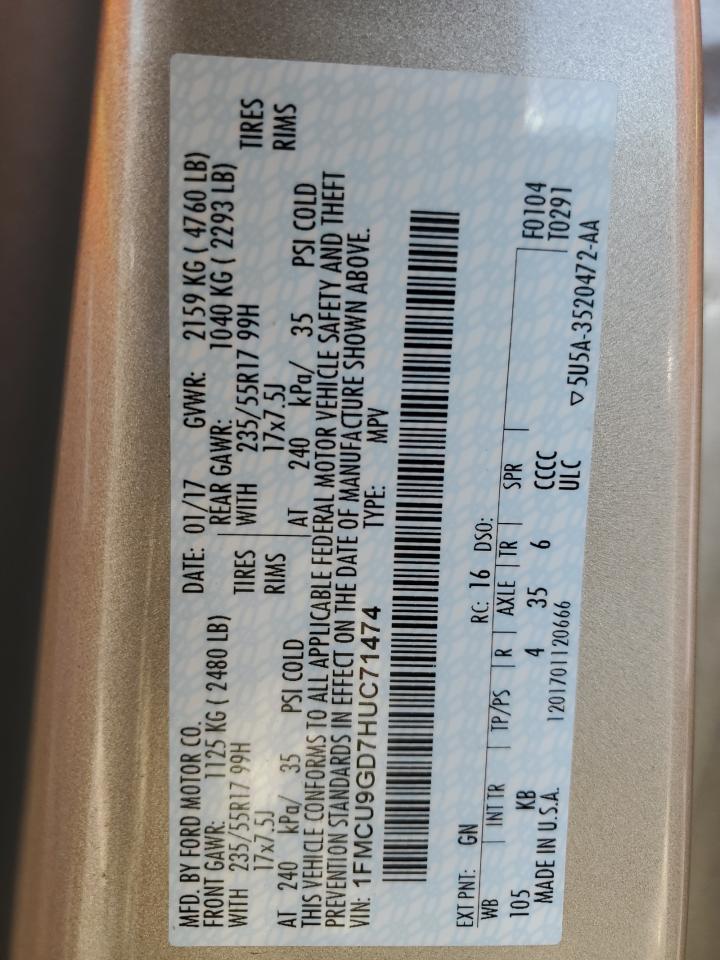 MFD. BY FORD MOTOR CO. DATE: 01/17 GVWR: 2159 KG ( 4760 LB)
FRONT GAWR: 1125 KG ( 2480 LB) REAR GAWR: 1040 KG ( 2293 LB)
WITH 235/55R17 99H TIRES WITH 235/55R17 99H TIRES
17x7.5J RIMS 17x7.5J RIMS
AT 240 kPa/ 35 PSI COLD AT 240 kPa/ 35 PSI COLD
THIS VEHICLE CONFORMS TO ALL APPLICABLE FEDERAL MOTOR VEHICLE SAFETY AND THEFT
PREVENTION STANDARDS IN EFFECT ON THE DATE OF MANUFACTURE SHOWN ABOVE.
VIN: 1FMCU9GD7HUC71474 TYPE: MPV
EXT PNT: GN RC: 16 DSO:
WB INT TR TP/PS R AXLE TR SPR F0104
105 KB 4 35 6 CCCC T0291
MADE IN U.S.A. 1201701120666 ULC ▽5U5A-3520472-AA